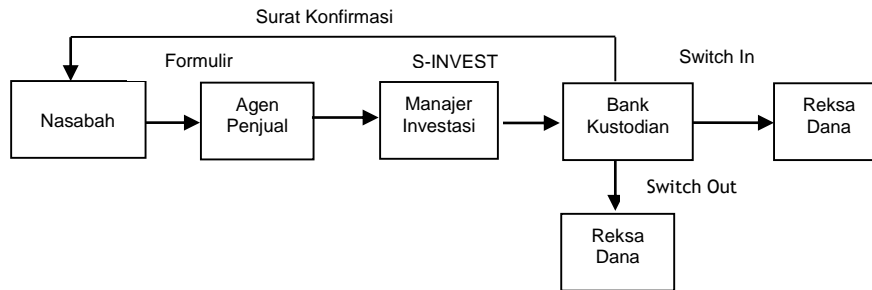 Surat Konfirmasi
Formulir
S-INVEST
Switch In
Nasabah
Agen
Penjual
Manajer
Investasi
Bank
Kustodian
Reksa
Dana
Switch Out
Reksa
Dana